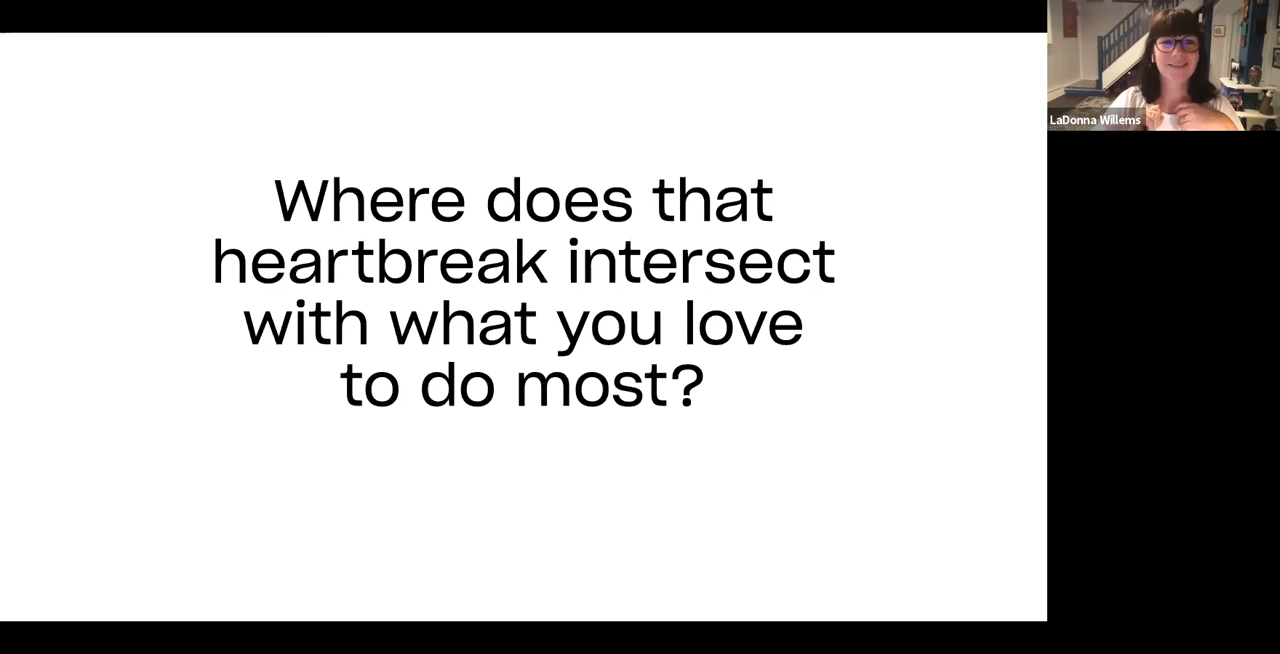 Where does that
heartbreak intersect
with what you love
to do most?
LaDonna Willems